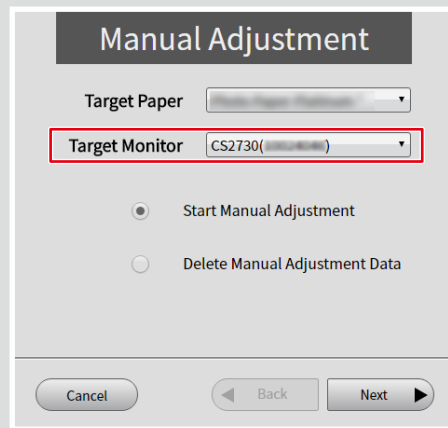 Manual Adjustment
Target Paper
Target Monitor CS2730( )
Start Manual Adjustment
Delete Manual Adjustment Data
Cancel Back Next